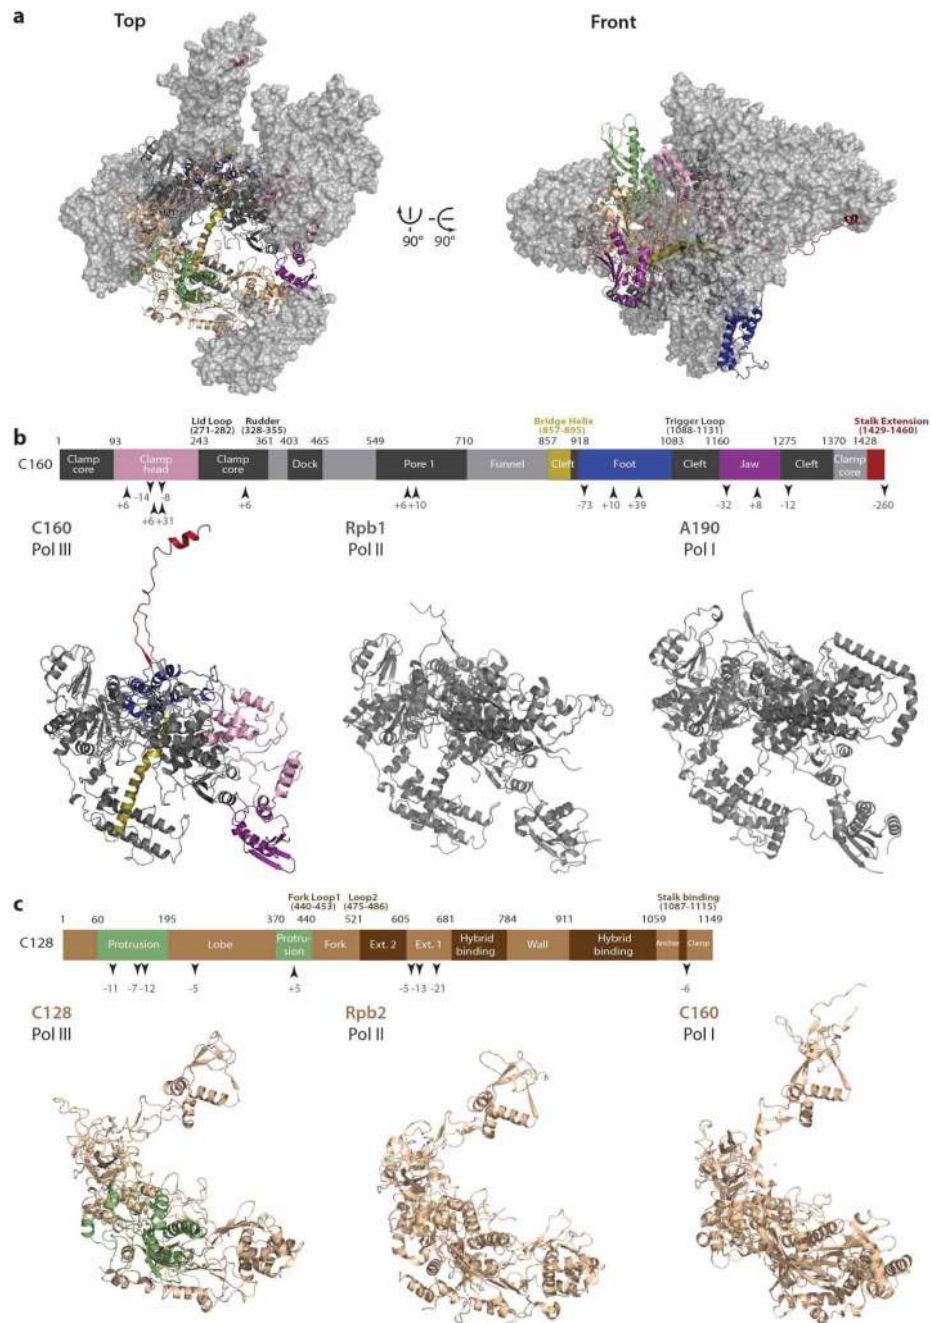 a
Top
Front
90° 90°
b
Lid Loop
(271-282)
Rudder
(328-355)
Bridge Helix
(857-895)
Trigger Loop
(1088-1131)
Stalk Extension
(1429-1460)
1 93 243 361 403 465 549 710 857 918 1083 1160 1275 1370 1428
C160 Clamp core Clamp head Clamp core Dock Pore 1 Funnel Cleft Foot Cleft Jaw Cleft Clamp core
+6 -14 -8 +6 +6+10 -73 +10 +39 -32 +8 -12 -260
+6 +31
C160 Rpb1 A190
Pol III Pol II Pol I
c
Fork Loop1
(440-453)
Loop2
(475-486)
Stalk binding
(1087-1115)
1 60 195 370 440 521 605 681 784 911 1059 1149
C128 Protrusion Lobe Protru-sion Fork Ext. 2 Ext. 1 Hybrid binding Wall Hybrid binding Anchor Clamp
-11 -7 -12 -5 +5 -5 -13 -21 -6
C128 Rpb2 C160
Pol III Pol II Pol I